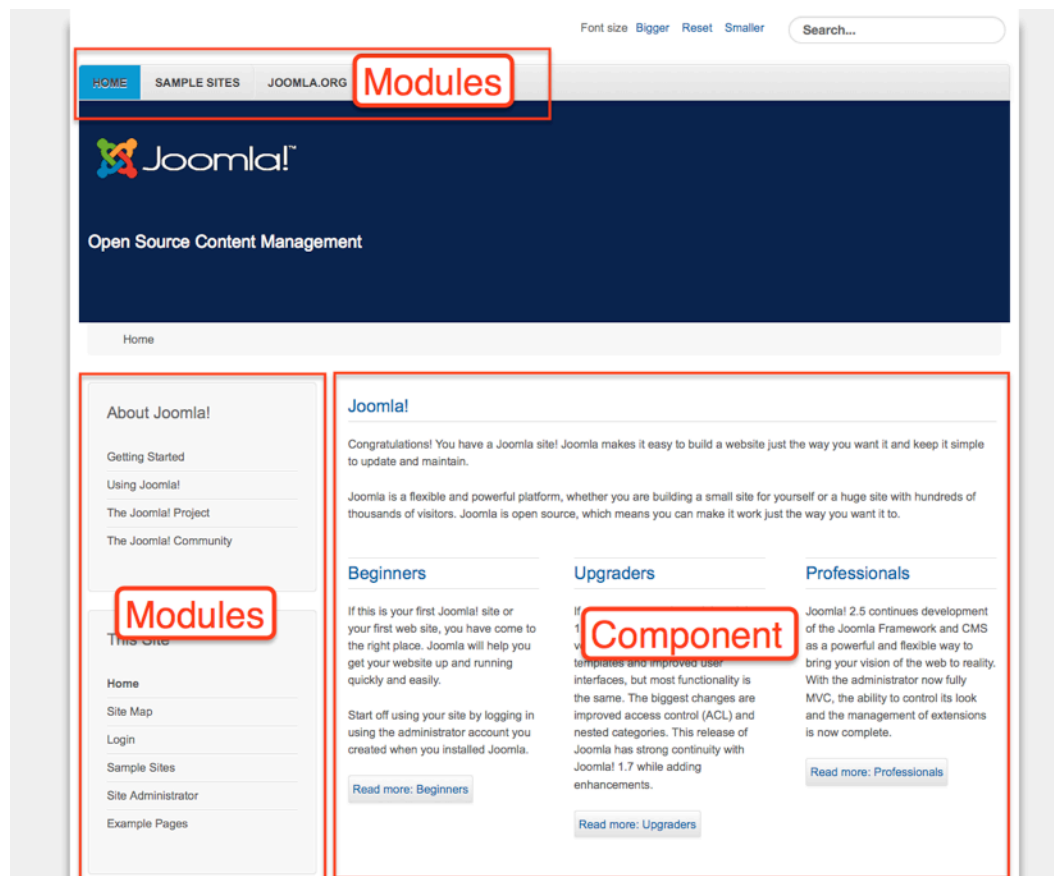 Font size Bigger Reset Smaller Search...
HOME SAMPLE SITES JOOMLA.ORG Modules
Joomla!™
Open Source Content Management
Home
About Joomla!
Getting Started
Using Joomla!
The Joomla! Project
The Joomla! Community
Modules
This Site
Home
Site Map
Login
Sample Sites
Site Administrator
Example Pages
Joomla!
Congratulations! You have a Joomla site! Joomla makes it easy to build a website just the way you want it and keep it simple
to update and maintain.
Joomla is a flexible and powerful platform, whether you are building a small site for yourself or a huge site with hundreds of
thousands of visitors. Joomla is open source, which means you can make it work just the way you want it to.
Beginners
If this is your first Joomla! site or
your first web site, you have come to
the right place. Joomla will help you
get your website up and running
quickly and easily.
Start off using your site by logging in
using the administrator account you
created when you installed Joomla.
Read more: Beginners
Upgraders
Component
templates and improved user
interfaces, but most functionality is
the same. The biggest changes are
improved access control (ACL) and
nested categories. This release of
Joomla has strong continuity with
Joomla! 1.7 while adding
enhancements.
Read more: Upgraders
Professionals
Joomla! 2.5 continues development
of the Joomla Framework and CMS
as a powerful and flexible way to
bring your vision of the web to reality.
With the administrator now fully
MVC, the ability to control its look
and the management of extensions
is now complete.
Read more: Professionals